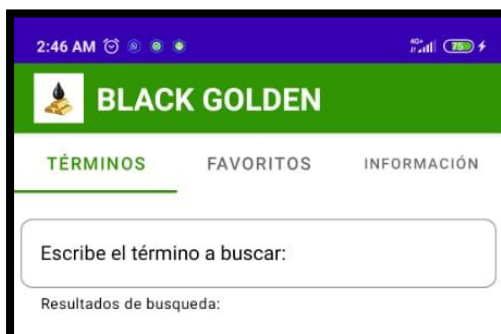 2:46 AM
4G+ 75
BLACK GOLDEN
TÉRMINOS FAVORITOS INFORMACIÓN
Escribe el término a buscar:
Resultados de busqueda: